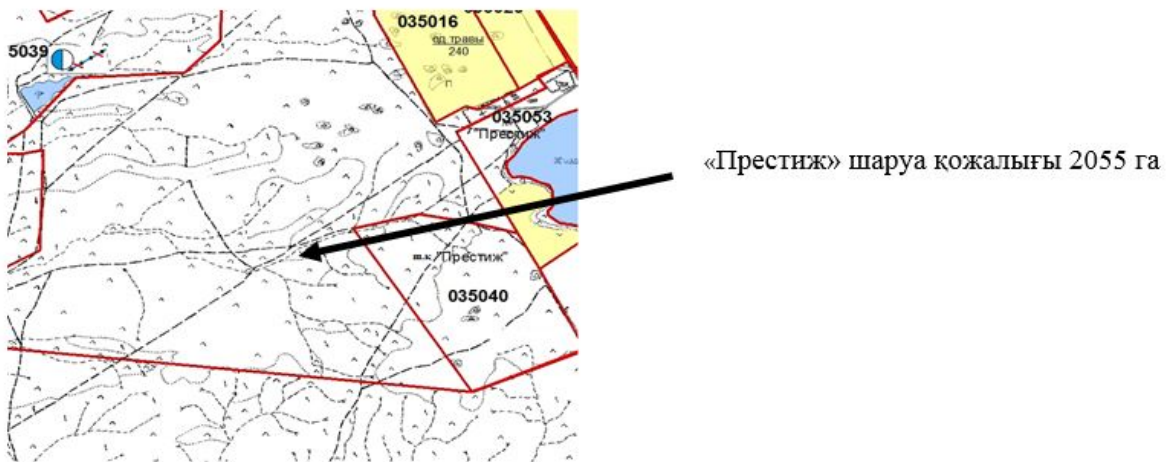 035016
ед травы
240
П
5039
035053
"Престиж"
«Престиж» шаруа қожалығы 2055 га
ш.к. "Престиж"
035040